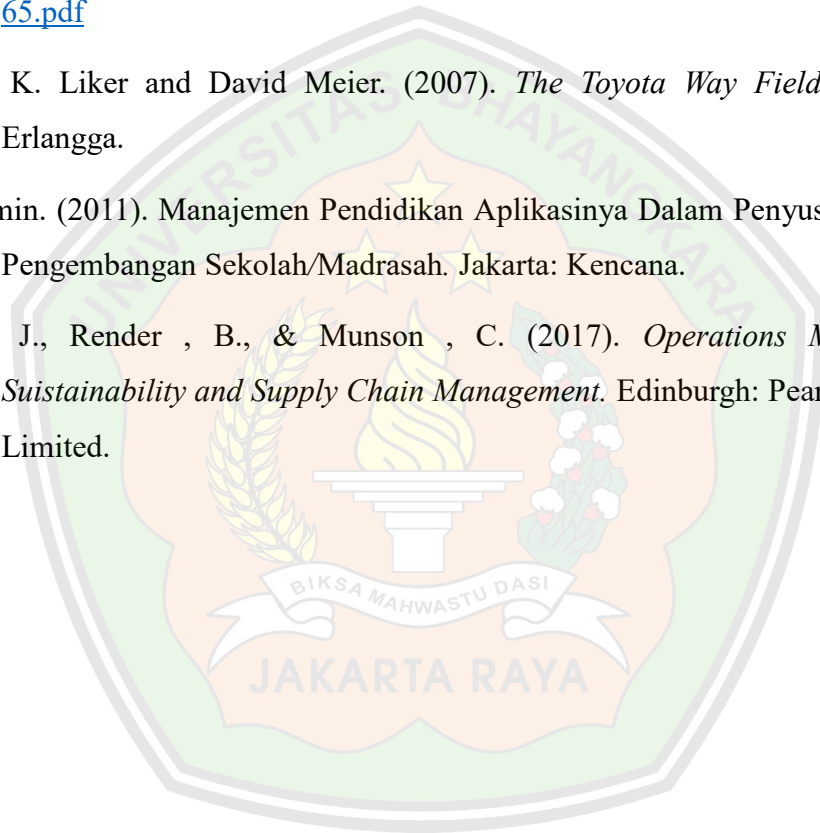 65.pdf
K. Liker and David Meier. (2007). The Toyota Way Field
Erlangga.
min. (2011). Manajemen Pendidikan Aplikasinya Dalam Penyus
Pengembangan Sekolah/Madrasah. Jakarta: Kencana.
J., Render , B., & Munson , C. (2017). Operations M
Suistainability and Supply Chain Management. Edinburgh: Pear
Limited.
UNIVERSITAS BHAYANGKARA
BIKSA MAHWASTU DASI
JAKARTA RAYA